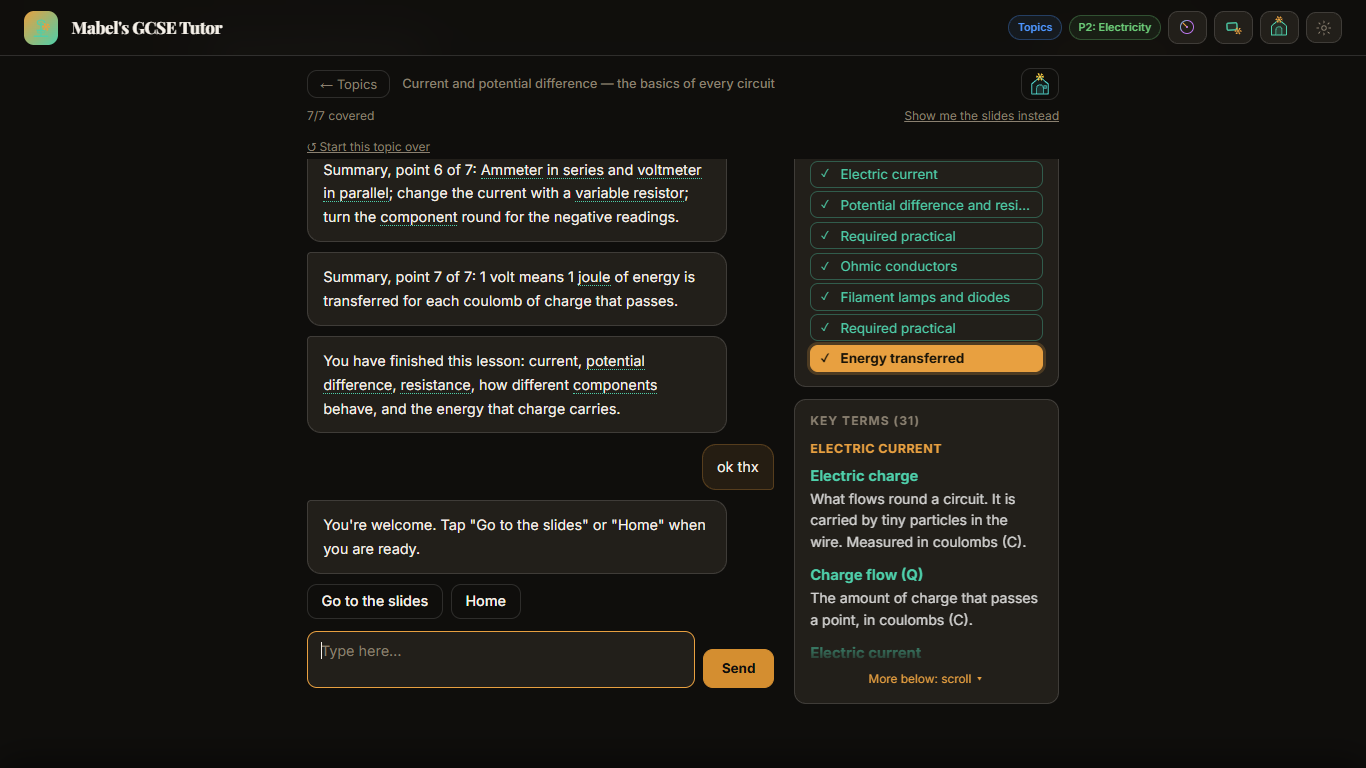 Mabel's GCSE Tutor
Topics
P2: Electricity
← Topics
Current and potential difference — the basics of every circuit
7/7 covered
Show me the slides instead
↺ Start this topic over
Summary, point 6 of 7: Ammeter in series and voltmeter
in parallel; change the current with a variable resistor;
turn the component round for the negative readings.
Summary, point 7 of 7: 1 volt means 1 joule of energy is
transferred for each coulomb of charge that passes.
You have finished this lesson: current, potential
difference, resistance, how different components
behave, and the energy that charge carries.
ok thx
You're welcome. Tap "Go to the slides" or "Home" when
you are ready.
Go to the slides
Home
Type here...
Send
✓ Electric current
✓ Potential difference and resi...
✓ Required practical
✓ Ohmic conductors
✓ Filament lamps and diodes
✓ Required practical
✓ Energy transferred
KEY TERMS (31)
ELECTRIC CURRENT
Electric charge
What flows round a circuit. It is
carried by tiny particles in the
wire. Measured in coulombs (C).
Charge flow (Q)
The amount of charge that passes
a point, in coulombs (C).
Electric current
More below: scroll ▾